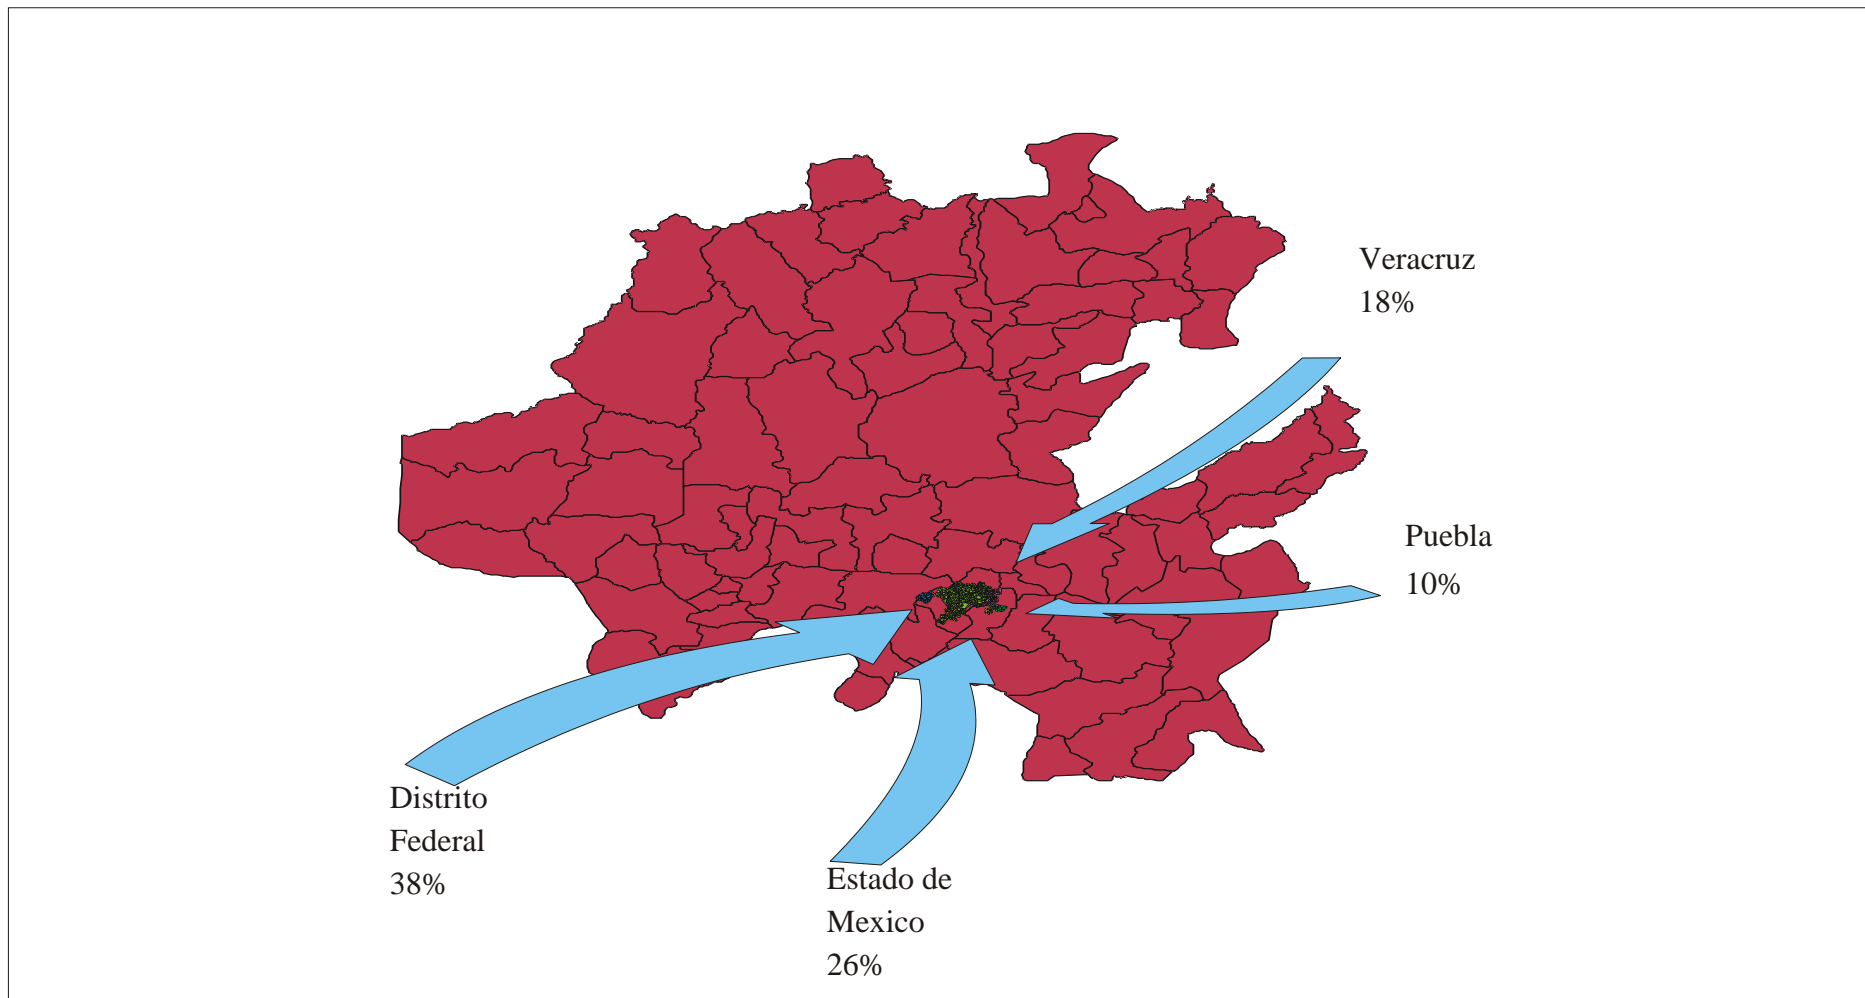 Veracruz
18%
Puebla
10%
Distrito
Federal
38%
Estado de
Mexico
26%